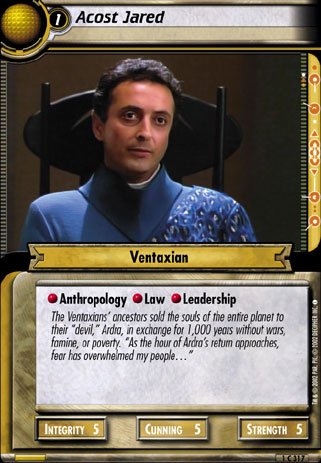 1 Acost Jared
Ventaxian
Anthropology Law Leadership
The Ventaxians' ancestors sold the souls of the entire planet to
their "devil," Ardra, in exchange for 1,000 years without wars,
famine, or poverty. "As the hour of Ardra's return approaches,
fear has overwhelmed my people…"
INTEGRITY 5 CUNNING 5 STRENGTH 5
1 C 317